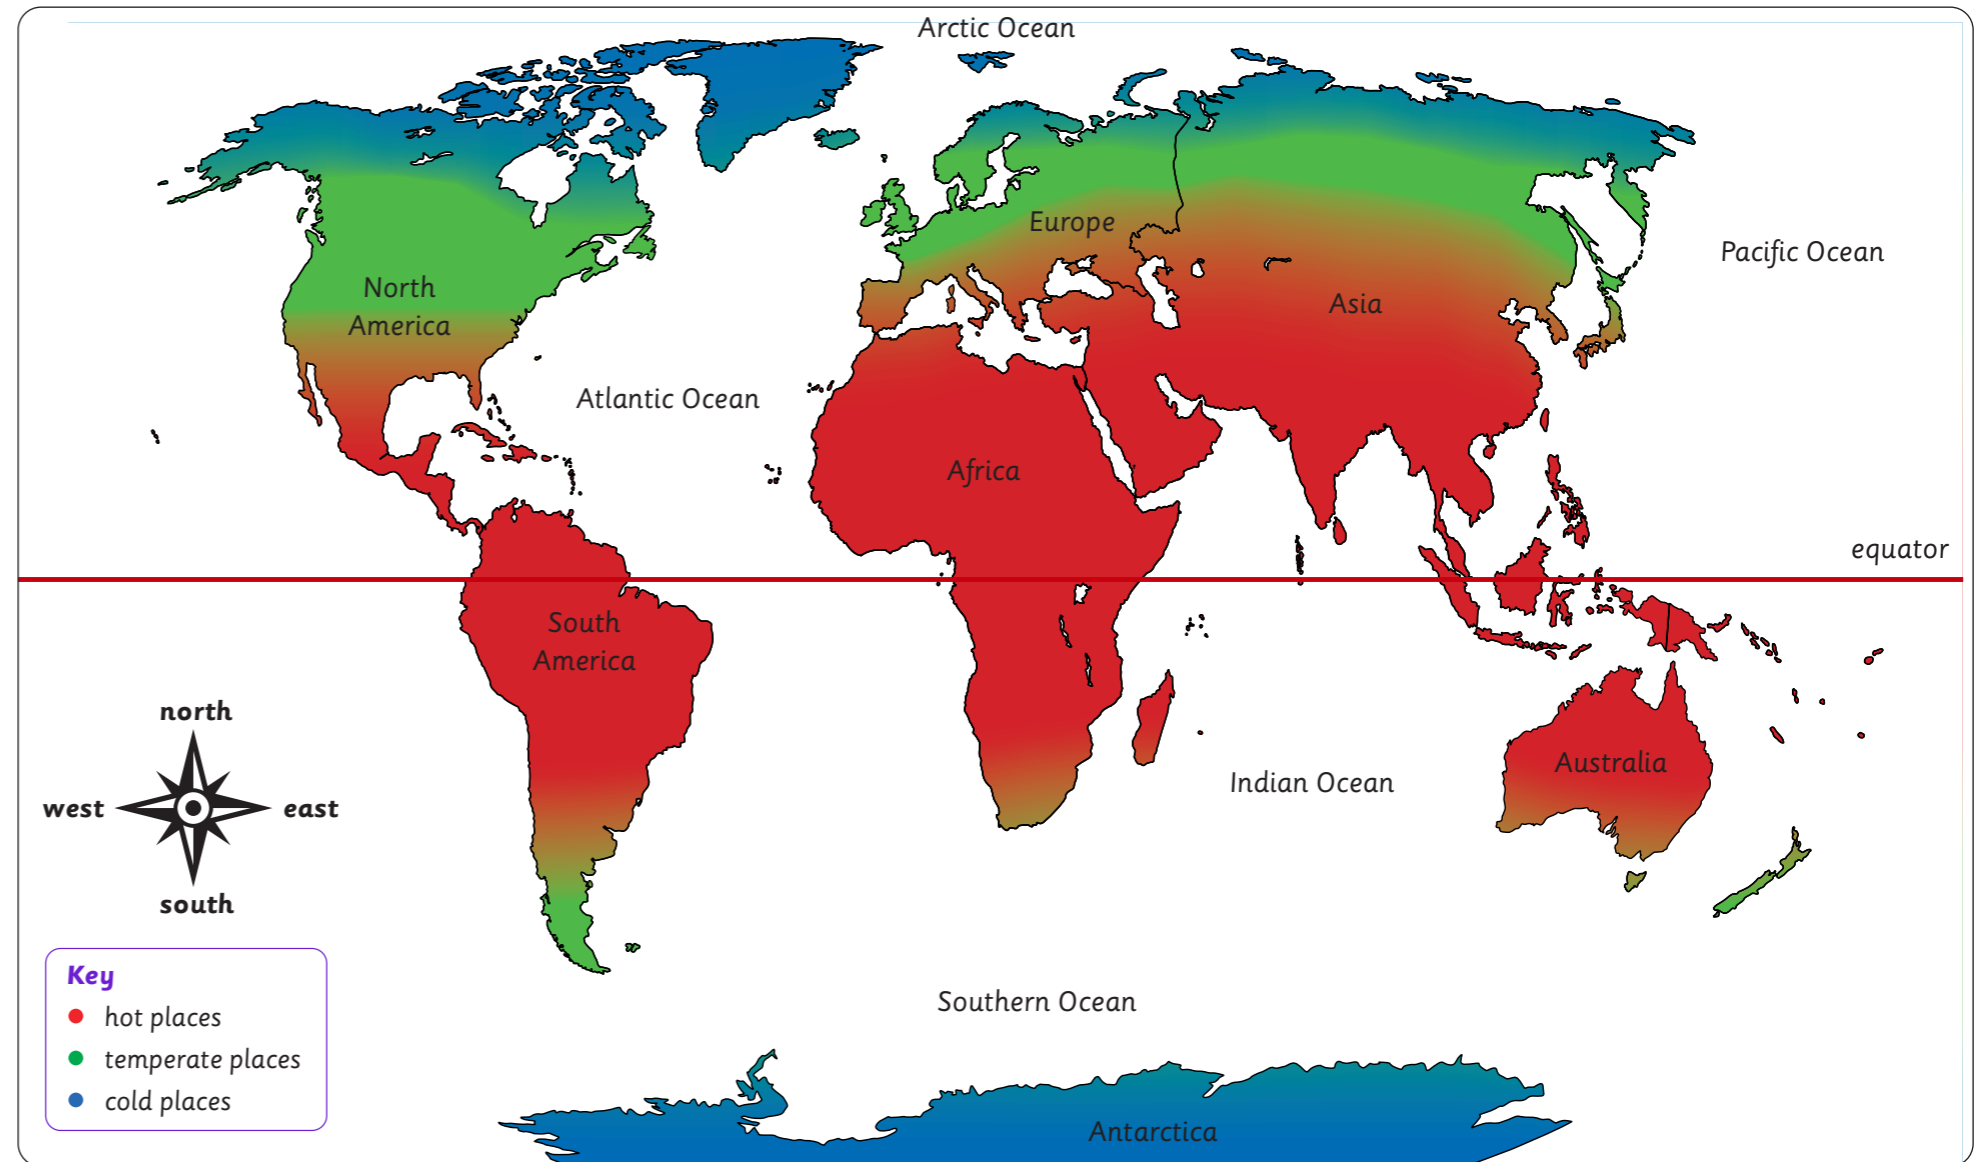 Arctic Ocean
Europe
Pacific Ocean
North
America
Asia
Atlantic Ocean
Africa
equator
South
America
north
west
east
south
Indian Ocean
Australia
Key
hot places
temperate places
cold places
Southern Ocean
Antarctica